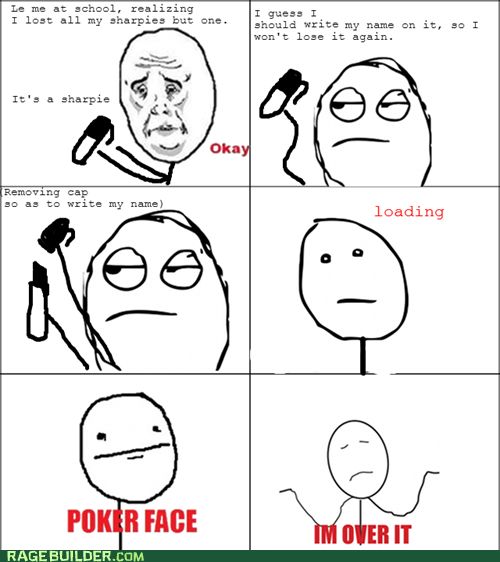 Le me at school, realizing
I lost all my sharpies but one.
It's a sharpie
Okay
I guess I
should write my name on it, so I
won't lose it again.
(Removing cap
so as to write my name)
loading
POKER FACE
IM OVER IT
RAGEBUILDER.COM